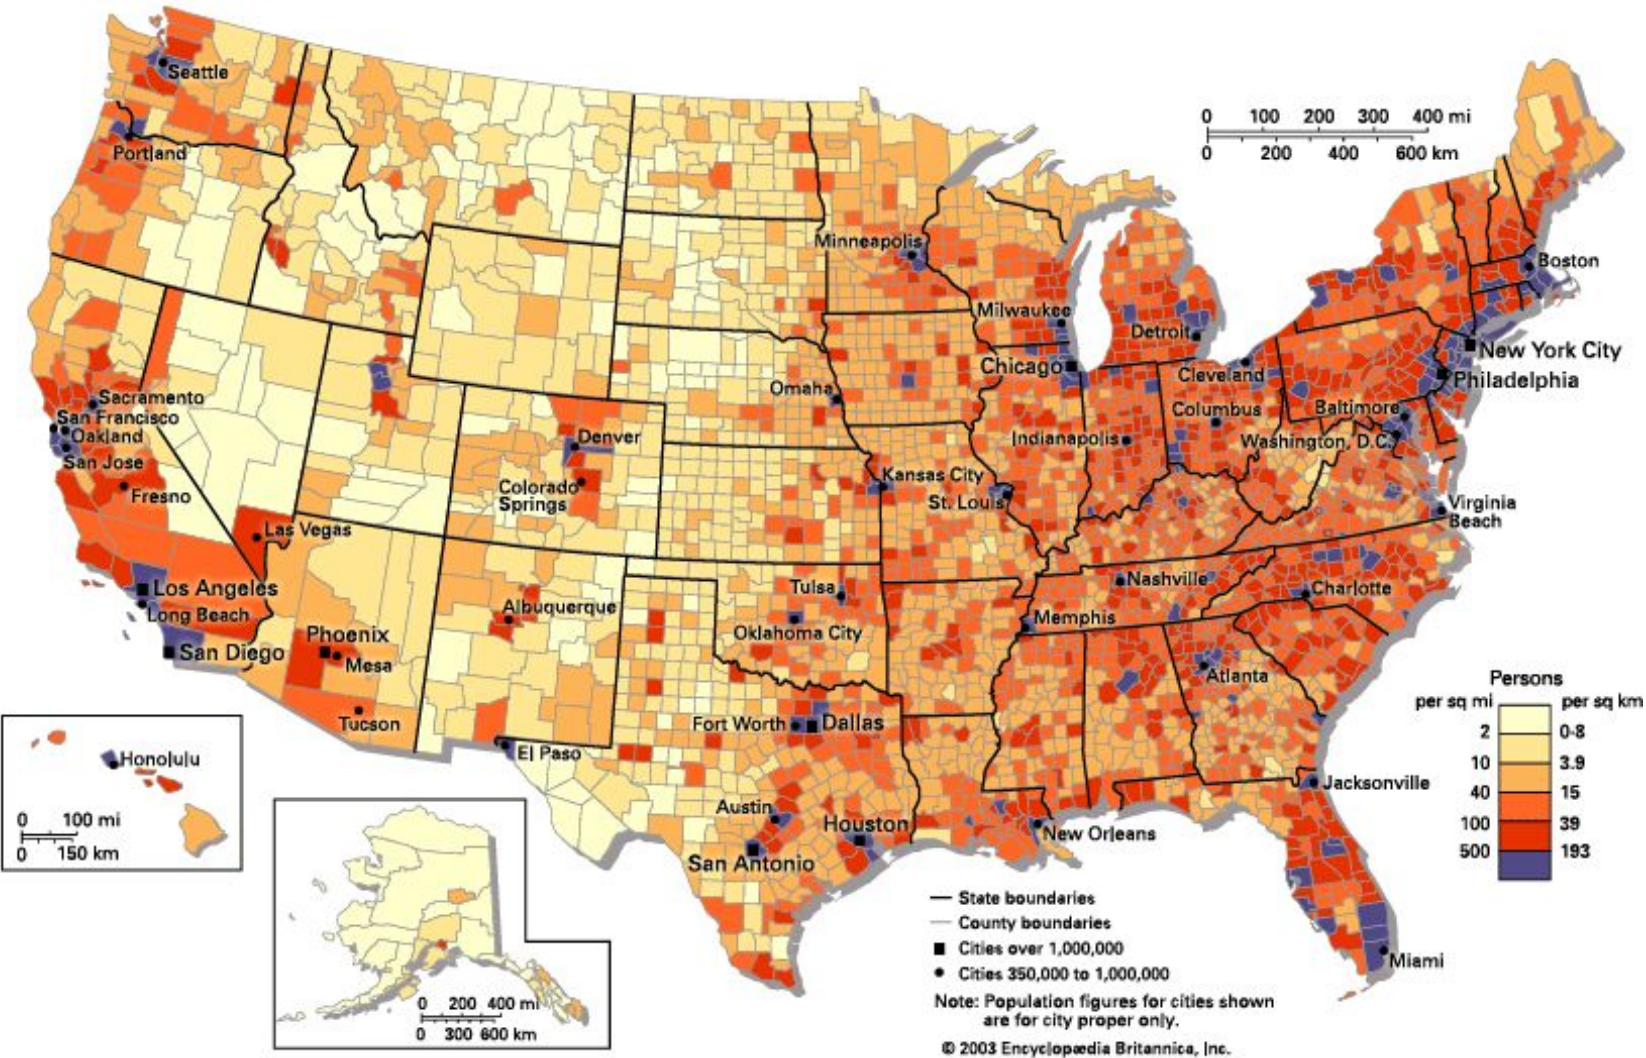 Seattle
Portland
Minneapolis
Milwaukee
Detroit
Chicago
Cleveland
Boston
New York City
Philadelphia
Baltimore
Washington, D.C.
Columbus
Indianapolis
Omaha
Sacramento
San Francisco
Oakland
San Jose
Fresno
Denver
Colorado
Springs
Kansas City
St. Louis
Virginia
Beach
Las Vegas
Los Angeles
Long Beach
San Diego
Phoenix
Mesa
Tucson
Albuquerque
El Paso
Tulsa
Oklahoma City
Nashville
Memphis
Charlotte
Atlanta
Fort Worth
Dallas
Austin
Houston
San Antonio
New Orleans
Jacksonville
Miami
Honolulu
0 100 200 300 400 mi
0 200 400 600 km
0 100 mi
0 150 km
0 200 400 mi
0 300 600 km
Persons
per sq mi per sq km
2 0-8
10 3.9
40 15
100 39
500 193
State boundaries
County boundaries
Cities over 1,000,000
Cities 350,000 to 1,000,000
Note: Population figures for cities shown
are for city proper only.
© 2003 Encyclopædia Britannica, Inc.